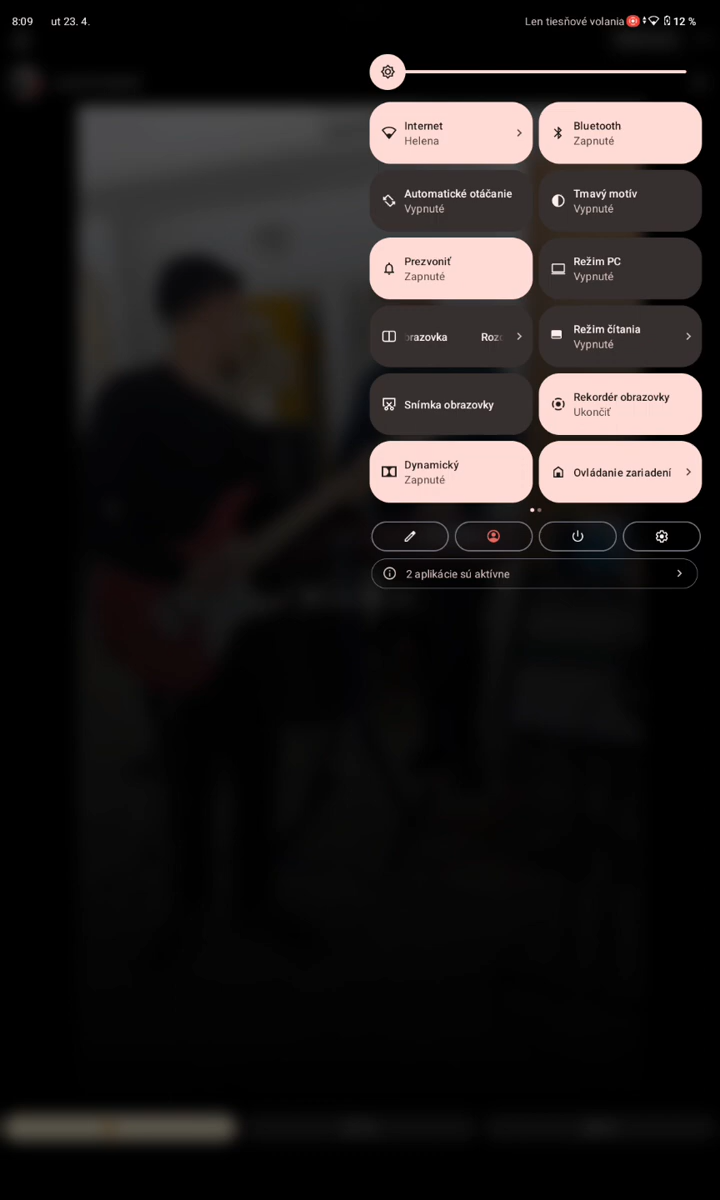 8:09 ut 23. 4. Len tiesňové volania 12 %
Internet
Helena
Bluetooth
Zapnuté
Automatické otáčanie
Vypnuté
Tmavý motív
Vypnuté
Prezvoniť
Zapnuté
Režim PC
Vypnuté
Režim čítania
Vypnuté
Snímka obrazovky
Rekordér obrazovky
Ukončiť
Dynamický
Zapnuté
Ovládanie zariadení
2 aplikácie sú aktívne